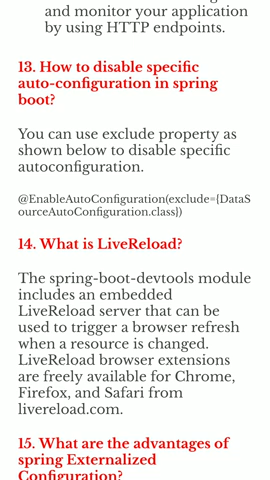 and monitor your application
by using HTTP endpoints.
13. How to disable specific
auto-configuration in spring
boot?
You can use exclude property as
shown below to disable specific
autoconfiguration.
@EnableAutoConfiguration(exclude={DataS
ourceAutoConfiguration.class})
14. What is LiveReload?
The spring-boot-devtools module
includes an embedded
LiveReload server that can be
used to trigger a browser refresh
when a resource is changed.
LiveReload browser extensions
are freely available for Chrome,
Firefox, and Safari from
livereload.com.
15. What are the advantages of
spring Externalized
Configuration?